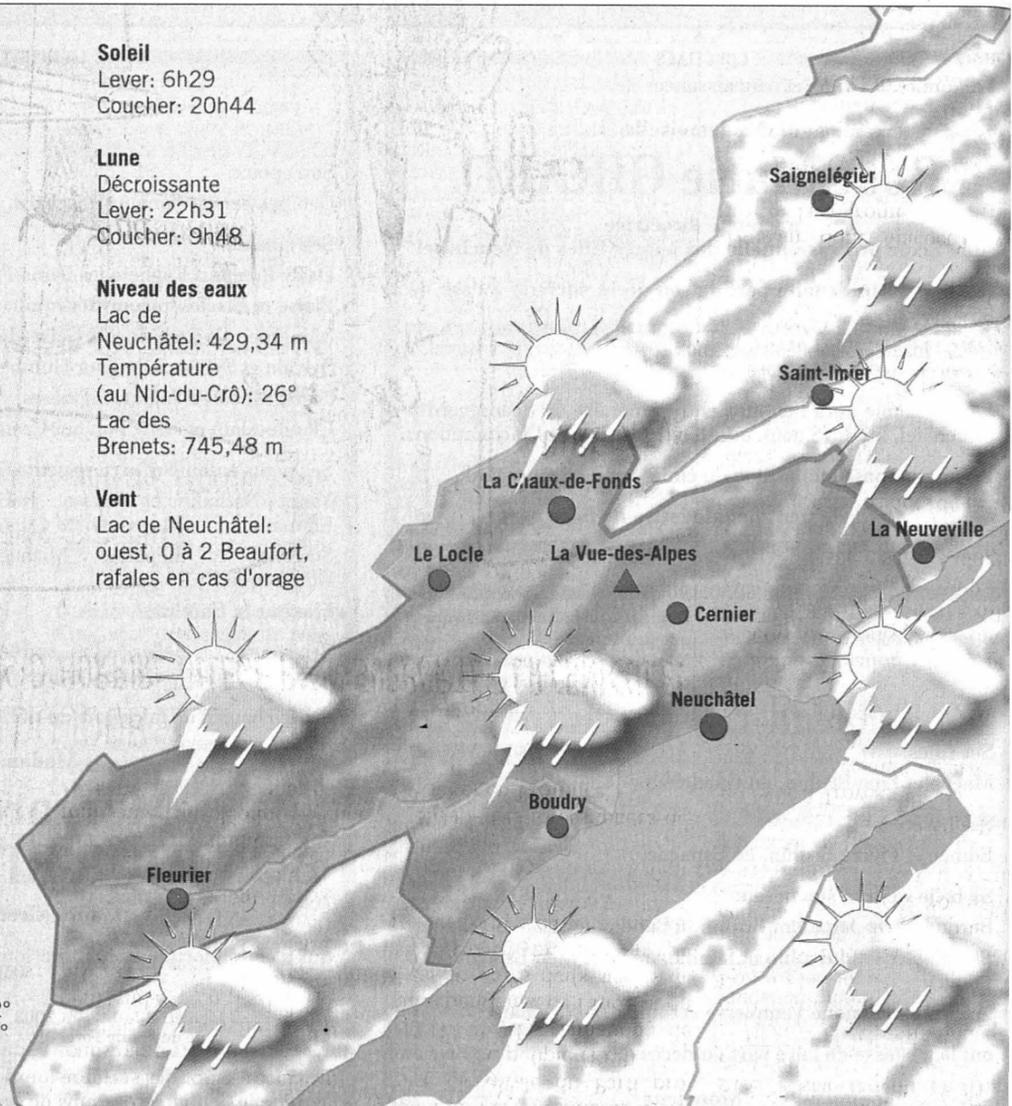 Soleil
Lever: 6h29
Coucher: 20h44
Lune
Décroissante
Lever: 22h31
Coucher: 9h48
Niveau des eaux
Lac de
Neuchâtel: 429,34 m
Température
(au Nid-du-Crô): 26°
Lac des
Brenets: 745,48 m
Vent
Lac de Neuchâtel:
ouest, 0 à 2 Beaufort,
rafales en cas d'orage
Saignelégier
Saint-Imier
La Chaux-de-Fonds
La Neuveville
Le Locle
La Vue-des-Alpes
Cernier
Neuchâtel
Boudry
Fleurier